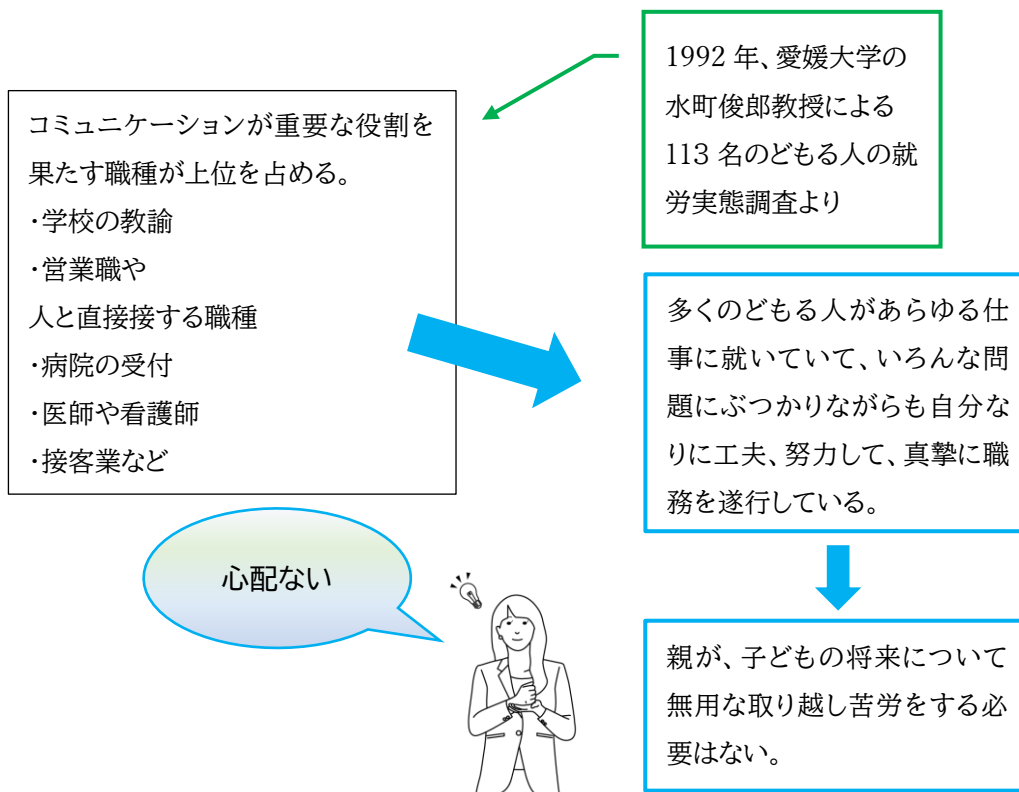 1992 年、愛媛大学の
水町俊郎教授による
113 名のどもる人の就
労実態調査より
コミュニケーションが重要な役割を
果たす職種が上位を占める。
・学校の教諭
・営業職や
人と直接接する職種
・病院の受付
・医師や看護師
・接客業など
多くのどもる人があらゆる仕
事に就いていて、いろんな問
題にぶつかりながらも自分な
りに工夫、努力して、真摯に職
務を遂行している。
心配ない
親が、子どもの将来について
無用な取り越し苦労をする必
要はない。